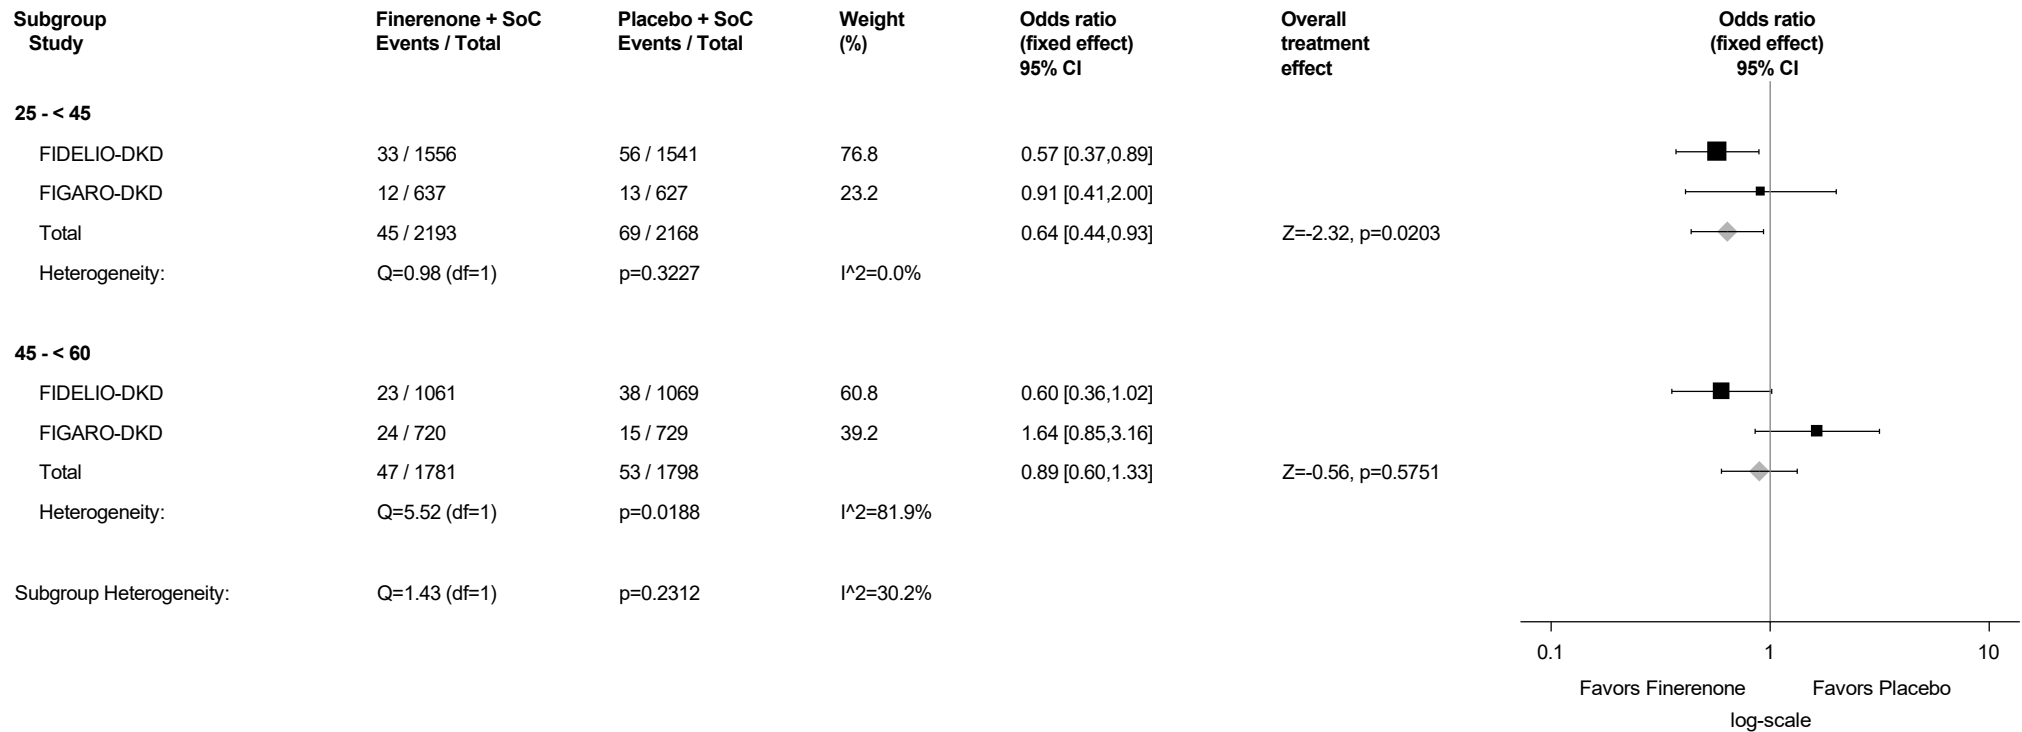 Subgroup Finerenone + SoC Placebo + SoC Weight Odds ratio Overall Odds ratio
Study Events / Total Events / Total (%) (fixed effect) treatment (fixed effect)
95% CI effect 95% CI
25 - < 45
FIDELIO-DKD 33 / 1556 56 / 1541 76.8 0.57 [0.37,0.89]
FIGARO-DKD 12 / 637 13 / 627 23.2 0.91 [0.41,2.00]
Total 45 / 2193 69 / 2168 0.64 [0.44,0.93] Z=-2.32, p=0.0203
Heterogeneity: Q=0.98 (df=1) p=0.3227 I^2=0.0%
45 - < 60
FIDELIO-DKD 23 / 1061 38 / 1069 60.8 0.60 [0.36,1.02]
FIGARO-DKD 24 / 720 15 / 729 39.2 1.64 [0.85,3.16]
Total 47 / 1781 53 / 1798 0.89 [0.60,1.33] Z=-0.56, p=0.5751
Heterogeneity: Q=5.52 (df=1) p=0.0188 I^2=81.9%
Subgroup Heterogeneity: Q=1.43 (df=1) p=0.2312 I^2=30.2%
0.1 1 10
Favors Finerenone Favors Placebo
log-scale